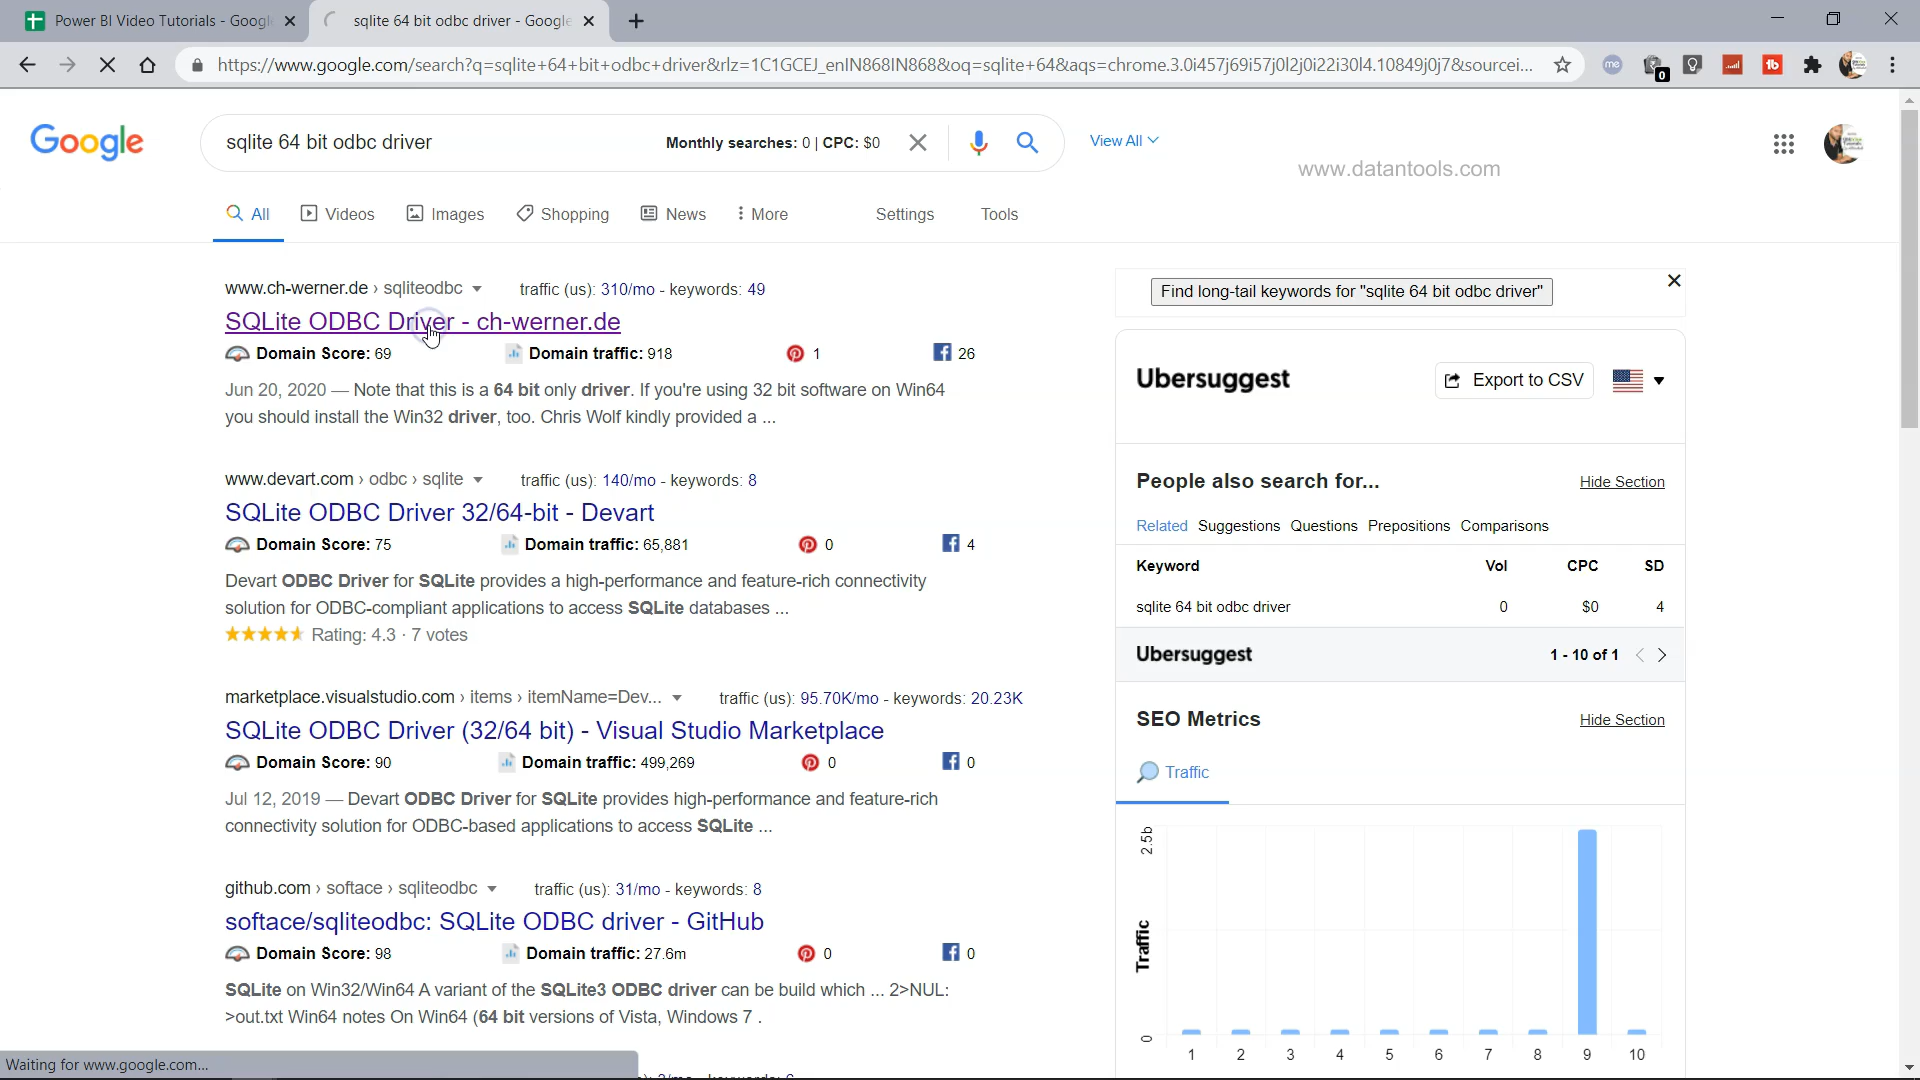 Power BI Video Tutorials - Googl
sqlite 64 bit odbc driver - Google
https://www.google.com/search?q=sqlite+64+bit+odbc+driver&rlz=1C1GCEJ_enIN868IN868&oq=sqlite+64&aqs=chrome.3.0i457j69i57j0l2j0i22i30l4.10849j0j7&sourcei...
me
0
tb
Google
sqlite 64 bit odbc driver
Monthly searches: 0 | CPC: $0
View All
www.datantools.com
All
Videos
Images
Shopping
News
More
Settings
Tools
www.ch-werner.de › sqliteodbc
traffic (us): 310/mo - keywords: 49
SQLite ODBC Driver - ch-werner.de
Domain Score: 69
Domain traffic: 918
1
26
Jun 20, 2020 — Note that this is a 64 bit only driver. If you're using 32 bit software on Win64
you should install the Win32 driver, too. Chris Wolf kindly provided a ...
www.devart.com › odbc › sqlite
traffic (us): 140/mo - keywords: 8
SQLite ODBC Driver 32/64-bit - Devart
Domain Score: 75
Domain traffic: 65,881
0
4
Devart ODBC Driver for SQLite provides a high-performance and feature-rich connectivity
solution for ODBC-compliant applications to access SQLite databases ...
Rating: 4.3 · 7 votes
marketplace.visualstudio.com › items › itemName=Dev...
traffic (us): 95.70K/mo - keywords: 20.23K
SQLite ODBC Driver (32/64 bit) - Visual Studio Marketplace
Domain Score: 90
Domain traffic: 499,269
0
0
Jul 12, 2019 — Devart ODBC Driver for SQLite provides high-performance and feature-rich
connectivity solution for ODBC-based applications to access SQLite ...
github.com › softace › sqliteodbc
traffic (us): 31/mo - keywords: 8
softace/sqliteodbc: SQLite ODBC driver - GitHub
Domain Score: 98
Domain traffic: 27.6m
0
0
SQLite on Win32/Win64 A variant of the SQLite3 ODBC driver can be build which ... 2>NUL:
>out.txt Win64 notes On Win64 (64 bit versions of Vista, Windows 7 .
Waiting for www.google.com...
Find long-tail keywords for "sqlite 64 bit odbc driver"
Ubersuggest
Export to CSV
People also search for...
Hide Section
Related Suggestions Questions Prepositions Comparisons
Keyword Vol CPC SD
sqlite 64 bit odbc driver 0 $0 4
Ubersuggest
1 - 10 of 1
SEO Metrics
Hide Section
Traffic
2.5b
Traffic
0
1 2 3 4 5 6 7 8 9 10